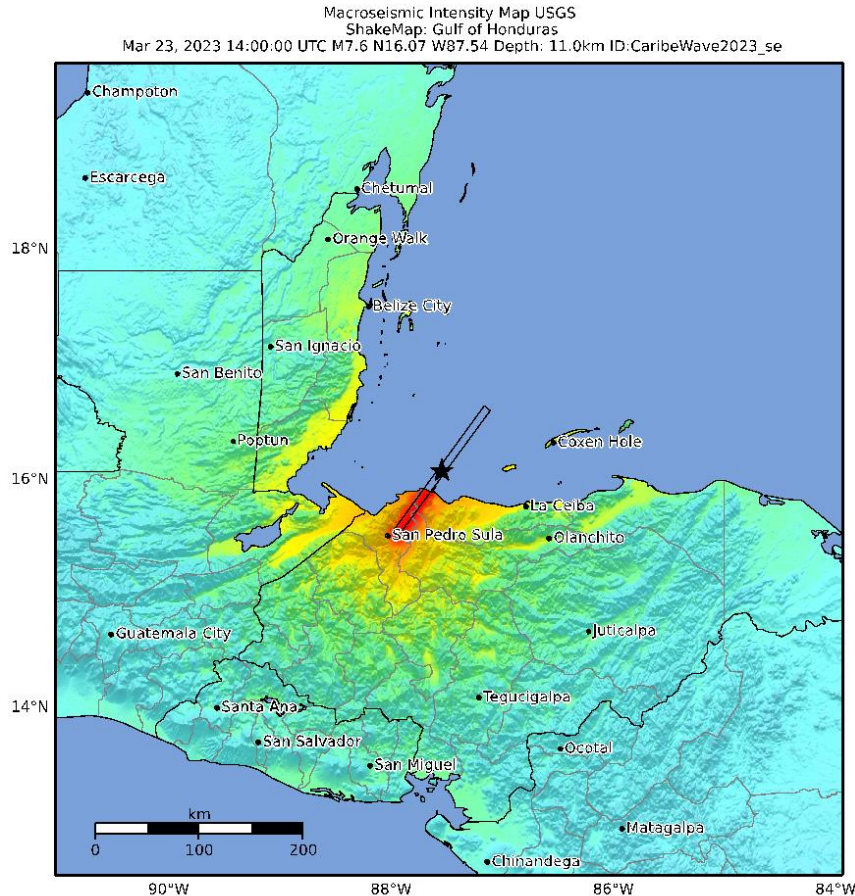 Macroseismic Intensity Map USGS
ShakeMap: Gulf of Honduras
Mar 23, 2023 14:00:00 UTC M7.6 N16.07 W87.54 Depth: 11.0km ID:CaribeWave2023_se
Champoton
Escarcega
Chetumal
Orange Walk
18°N
Belize City
San Ignacio
San Benito
Poptun
Coxen Hole
16°N
La Ceiba
San Pedro Sula
Olanchito
Guatemala City
Juticalpa
Tegucigalpa
14°N
Santa Ana
San Salvador
Ocotal
San Miguel
km
Matagalpa
0 100 200
Chinandega
90°W 88°W 86°W 84°W